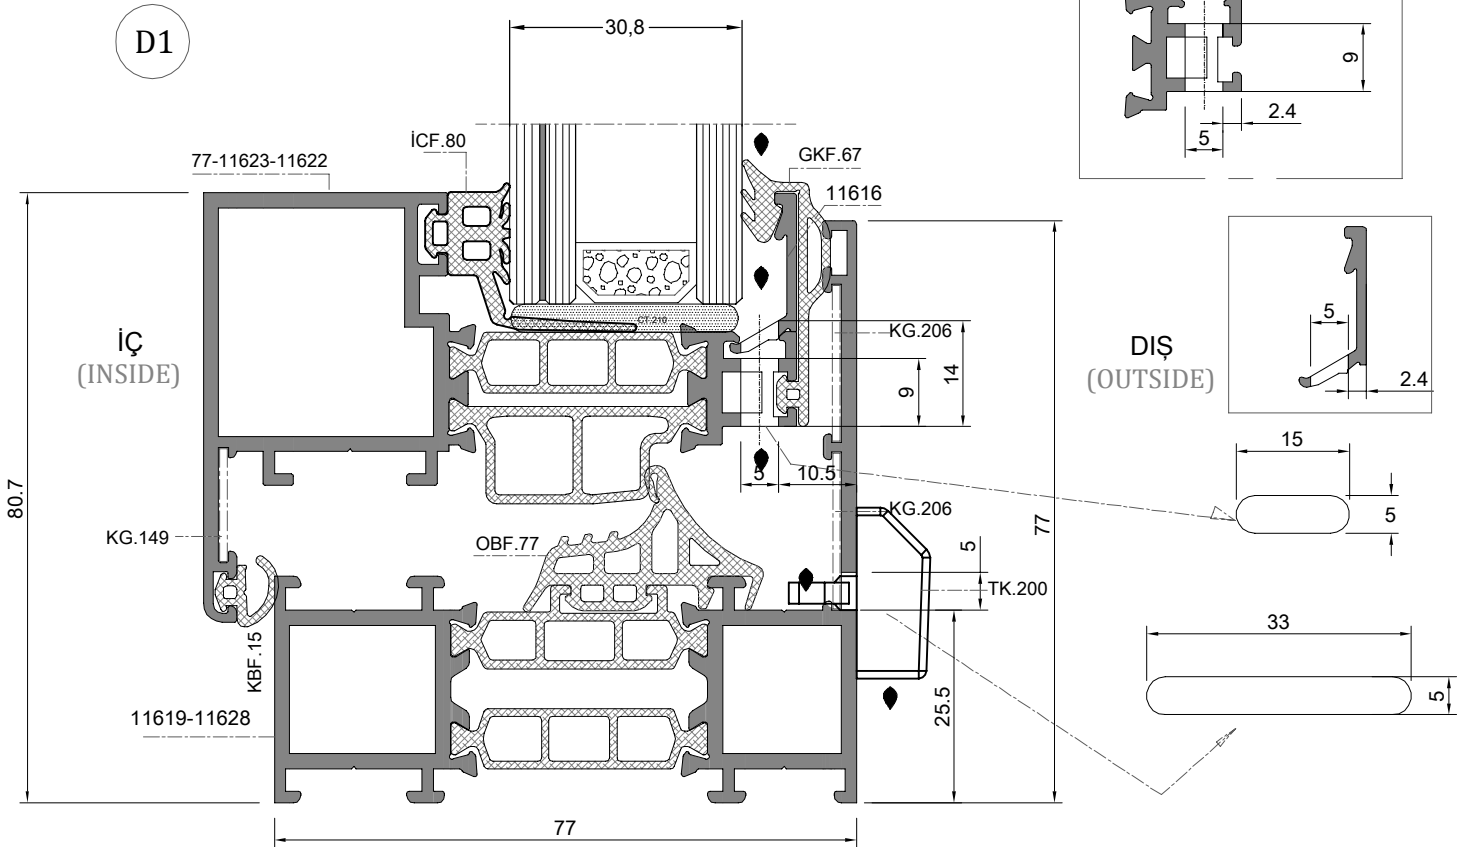 D1
30,8
9
2.4
5
İCF.80
77-11623-11622
GKF.67
11616
İÇ
(INSIDE)
CT-210
KG.206
14
9
DIŞ
(OUTSIDE)
5
2.4
15
5
5
10.5
80.7
KG.149
OBF.77
KG.206
77
5
TK.200
33
5
KBF.15
25.5
11619-11628
77